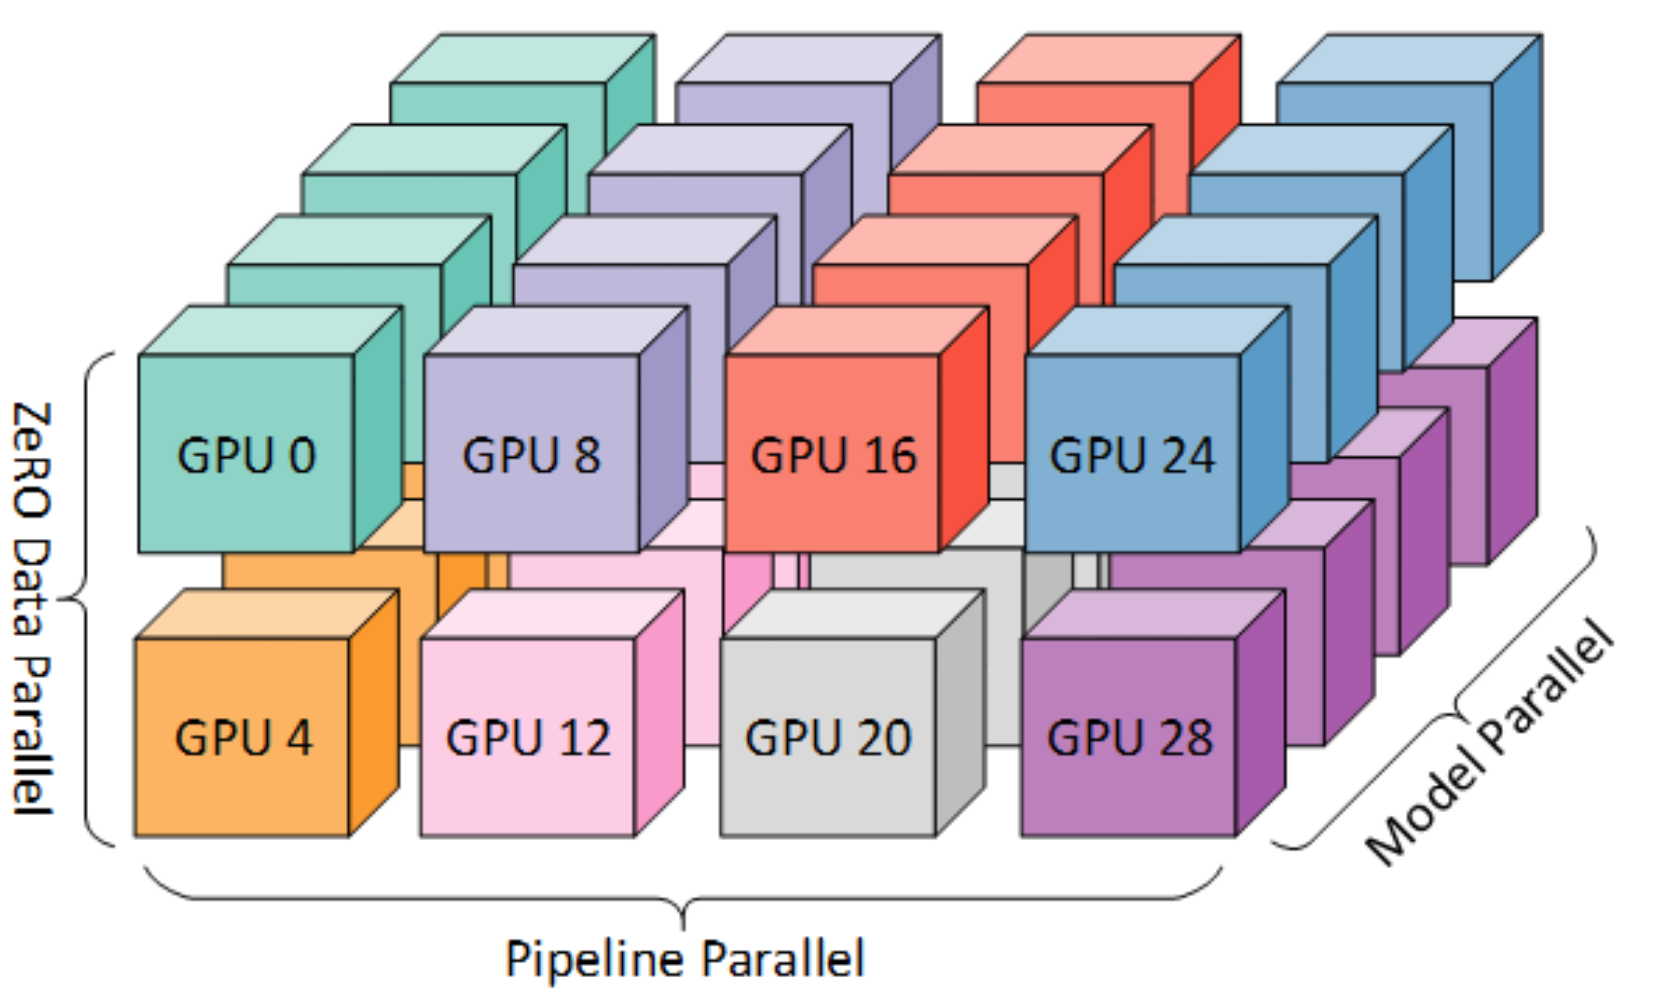 GPU 0
GPU 8
GPU 16
GPU 24
GPU 4
GPU 12
GPU 20
GPU 28
ZeRO Data Parallel
Model Parallel
Pipeline Parallel